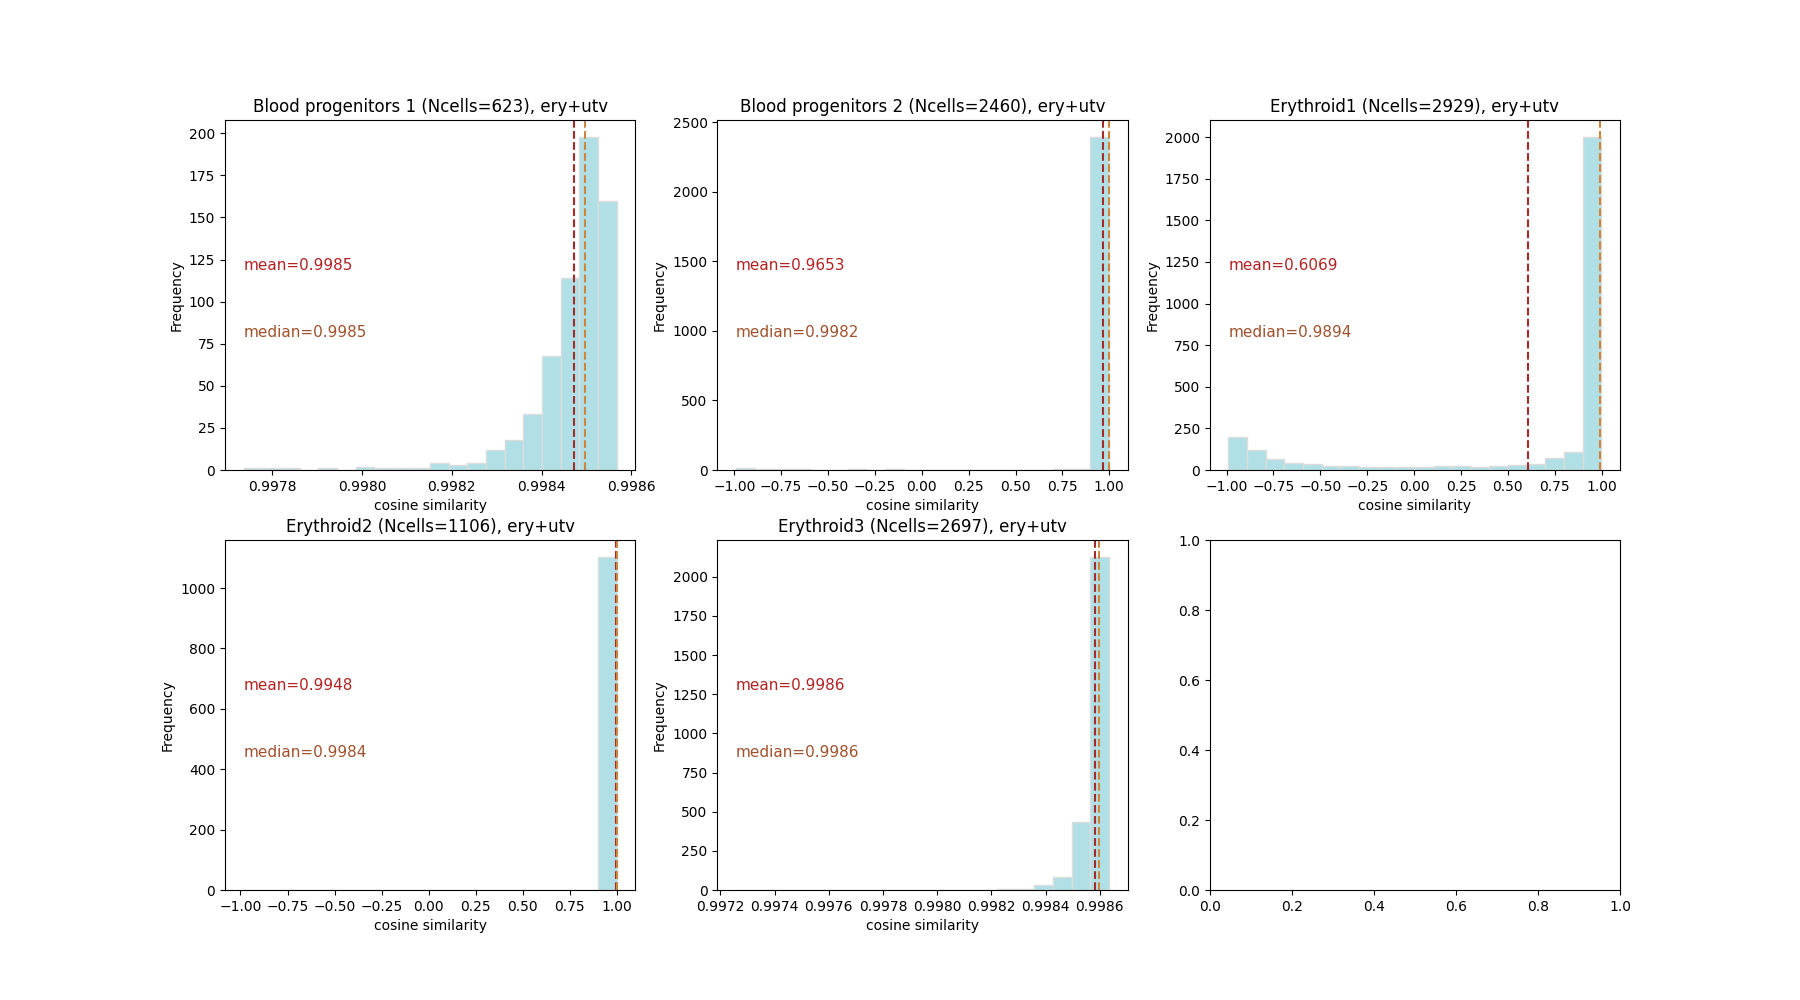 Blood progenitors 1 (Ncells=623), ery+utv
200
175
150
125
100
75
50
25
0
Frequency
mean=0.9985
median=0.9985
0.9978 0.9980 0.9982 0.9984 0.9986
cosine similarity
Blood progenitors 2 (Ncells=2460), ery+utv
2500
2000
1500
1000
500
0
Frequency
mean=0.9653
median=0.9982
−1.00 −0.75 −0.50 −0.25 0.00 0.25 0.50 0.75 1.00
cosine similarity
Erythroid1 (Ncells=2929), ery+utv
2000
1750
1500
1250
1000
750
500
250
0
Frequency
mean=0.6069
median=0.9894
−1.00 −0.75 −0.50 −0.25 0.00 0.25 0.50 0.75 1.00
cosine similarity
Erythroid2 (Ncells=1106), ery+utv
1000
800
600
400
200
0
Frequency
mean=0.9948
median=0.9984
−1.00 −0.75 −0.50 −0.25 0.00 0.25 0.50 0.75 1.00
cosine similarity
Erythroid3 (Ncells=2697), ery+utv
2000
1750
1500
1250
1000
750
500
250
0
Frequency
mean=0.9986
median=0.9986
0.9972 0.9974 0.9976 0.9978 0.9980 0.9982 0.9984 0.9986
cosine similarity
1.0
0.8
0.6
0.4
0.2
0.0
0.0 0.2 0.4 0.6 0.8 1.0